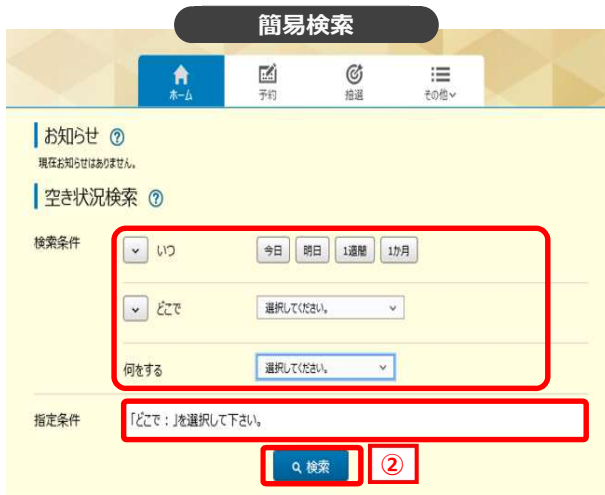 簡易検索
ホーム 予約 抽選 その他
お知らせ ?
現在お知らせはありません。
空き状況検索 ?
検索条件 いつ 今日 明日 1週間 1か月
どこで 選択してください。
何をする 選択してください。
指定条件 「どこで：」を選択して下さい。
検索 ②